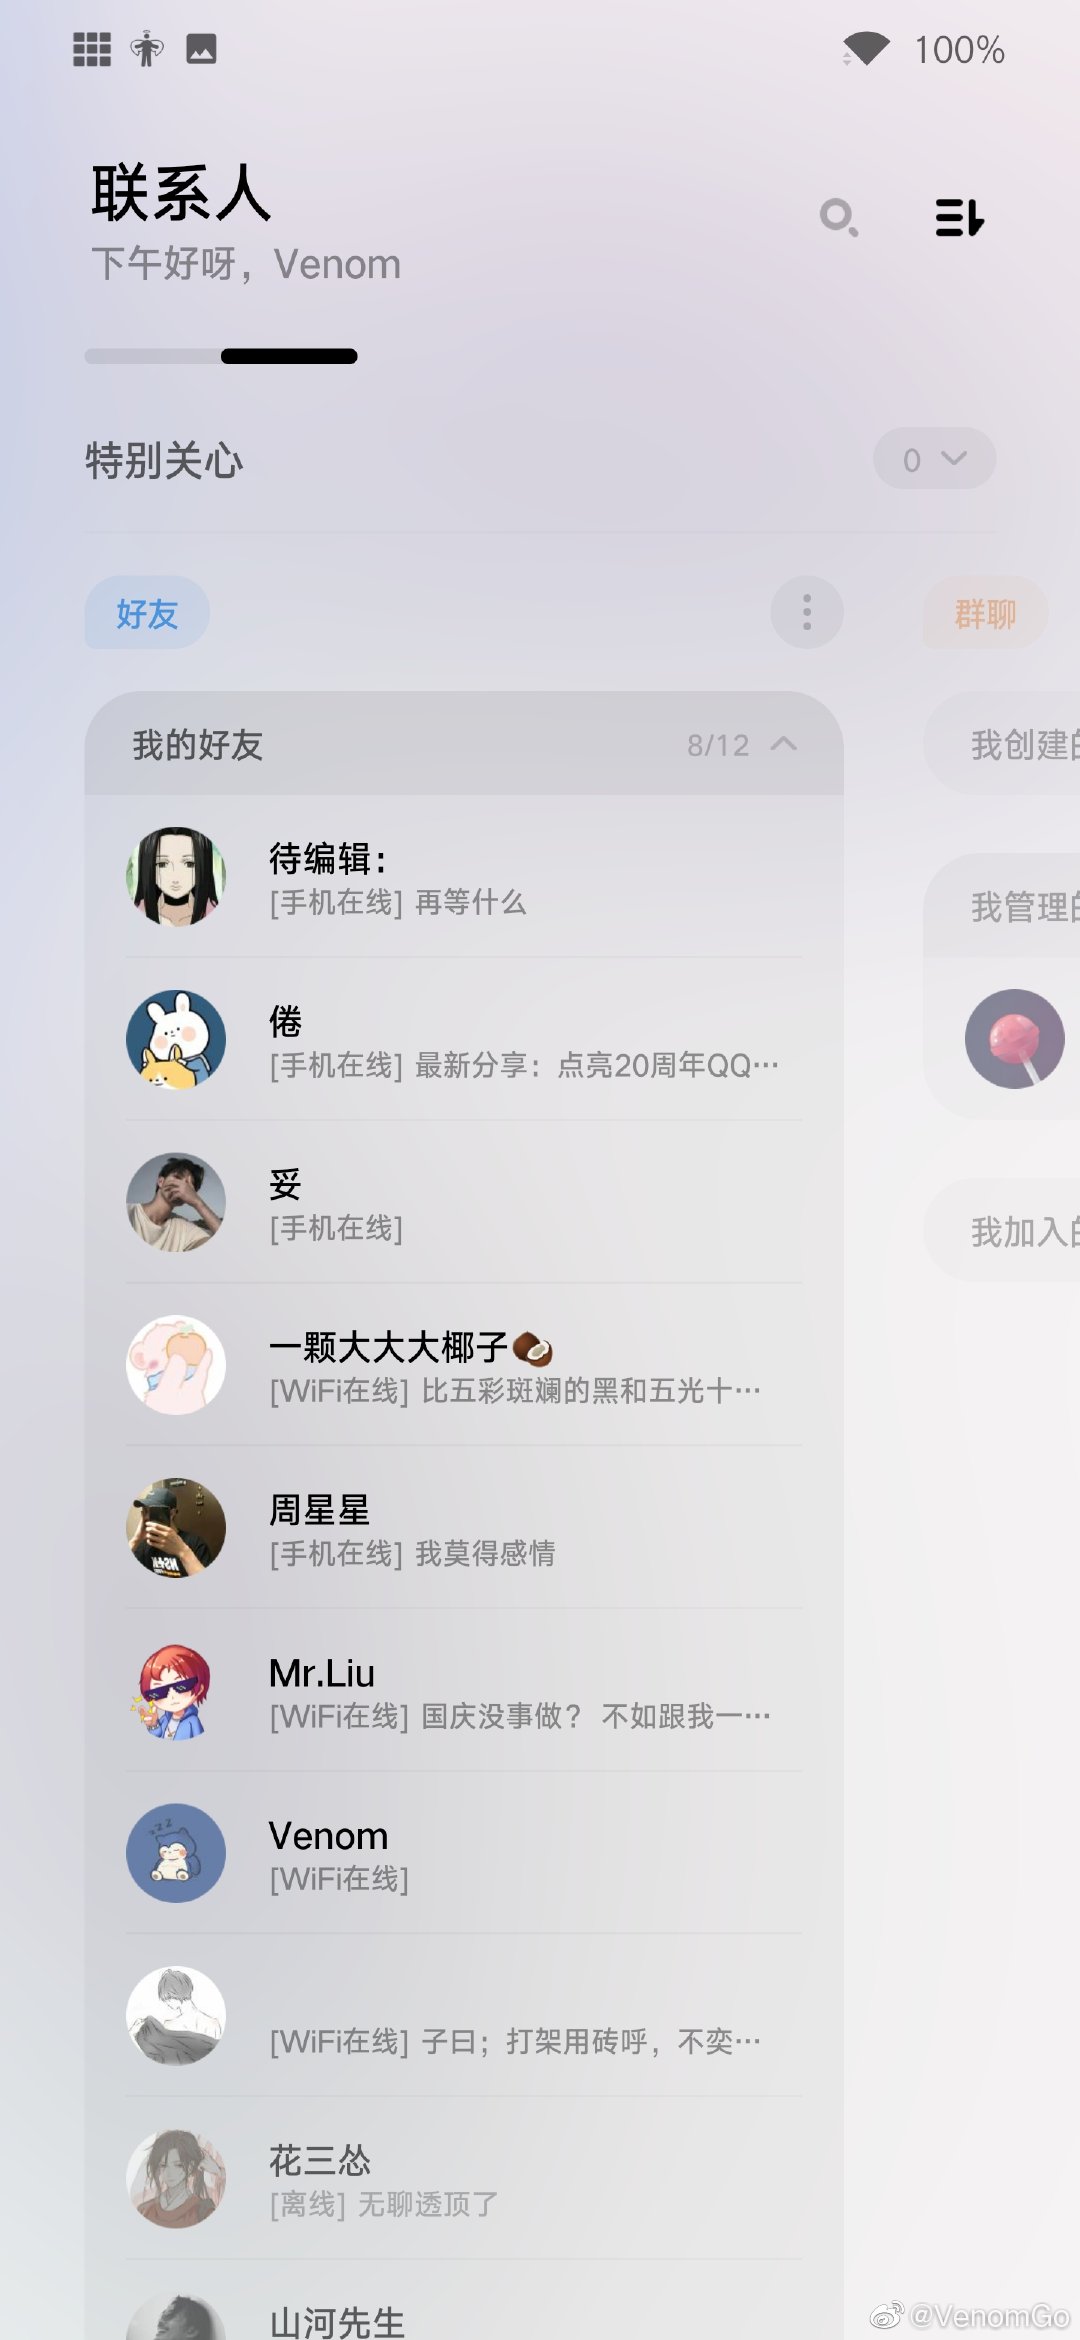 100%
联系人
下午好呀，Venom
特别关心
0
好友
群聊
我的好友
8/12
我创建的
待编辑：
[手机在线] 再等什么
我管理的
倦
[手机在线] 最新分享：点亮20周年QQ…
妥
[手机在线]
我加入的
一颗大大大椰子🥥
[WiFi在线] 比五彩斑斓的黑和五光十…
周星星
[手机在线] 我莫得感情
Mr.Liu
[WiFi在线] 国庆没事做？ 不如跟我一…
Venom
[WiFi在线]
[WiFi在线] 子曰；打架用砖呼，不奕…
花三怂
[离线] 无聊透顶了
山河先生
@VenomGo